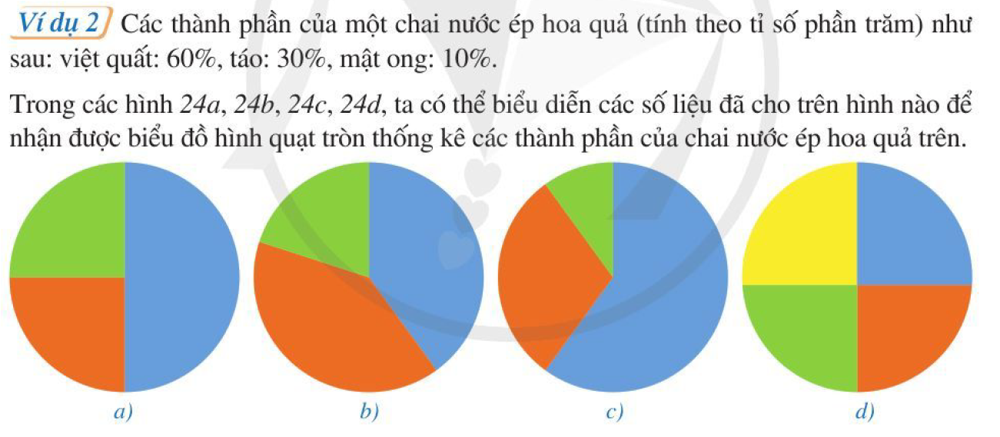 Ví dụ 2 Các thành phần của một chai nước ép hoa quả (tính theo tỉ số phần trăm) như
sau: việt quất: 60%, táo: 30%, mật ong: 10%.
Trong các hình 24a, 24b, 24c, 24d, ta có thể biểu diễn các số liệu đã cho trên hình nào để
nhận được biểu đồ hình quạt tròn thống kê các thành phần của chai nước ép hoa quả trên.
a) b) c) d)